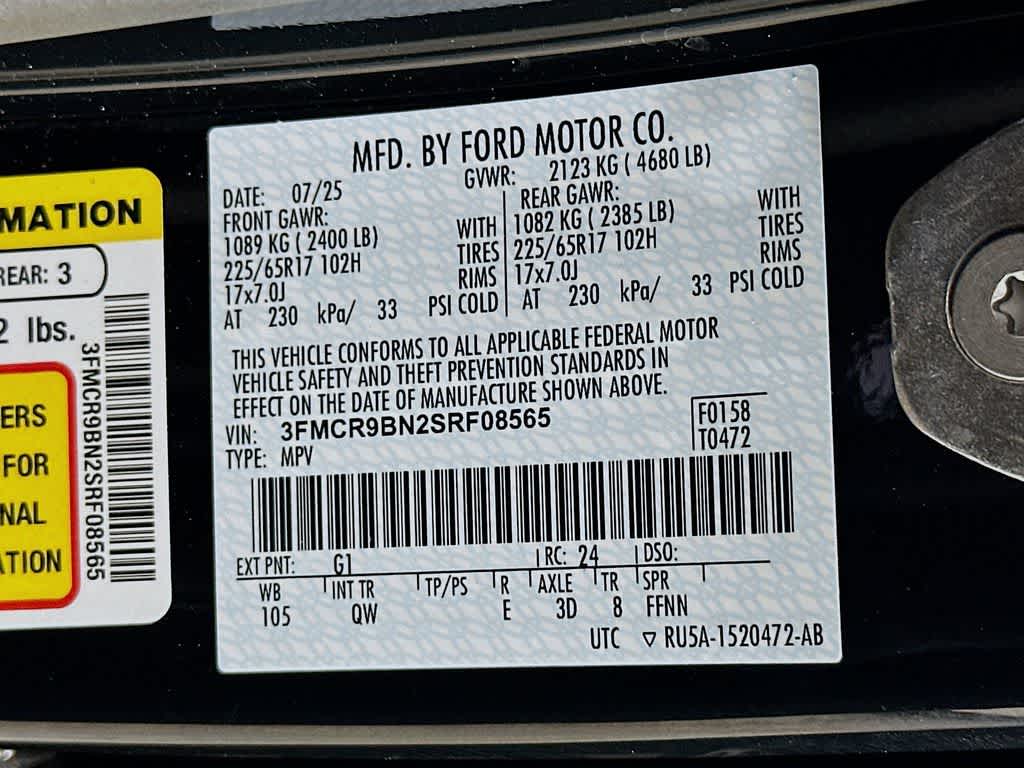 MATION
REAR: 3
2 lbs.
ERS
FOR
NAL
ATION
3FMCR9BN2SRF08565
MFD. BY FORD MOTOR CO.
DATE: 07/25 GVWR: 2123 KG ( 4680 LB)
FRONT GAWR: REAR GAWR:
1089 KG ( 2400 LB) WITH 1082 KG ( 2385 LB) WITH
225/65R17 102H TIRES 225/65R17 102H TIRES
17x7.0J RIMS 17x7.0J RIMS
AT 230 kPa/ 33 PSI COLD AT 230 kPa/ 33 PSI COLD
THIS VEHICLE CONFORMS TO ALL APPLICABLE FEDERAL MOTOR
VEHICLE SAFETY AND THEFT PREVENTION STANDARDS IN
EFFECT ON THE DATE OF MANUFACTURE SHOWN ABOVE.
VIN: 3FMCR9BN2SRF08565 F0158
TYPE: MPV T0472
EXT PNT: G1 RC: 24 DSO:
WB INT TR TP/PS R AXLE TR SPR
105 QW E 3D 8 FFNN
UTC ▽ RU5A-1520472-AB